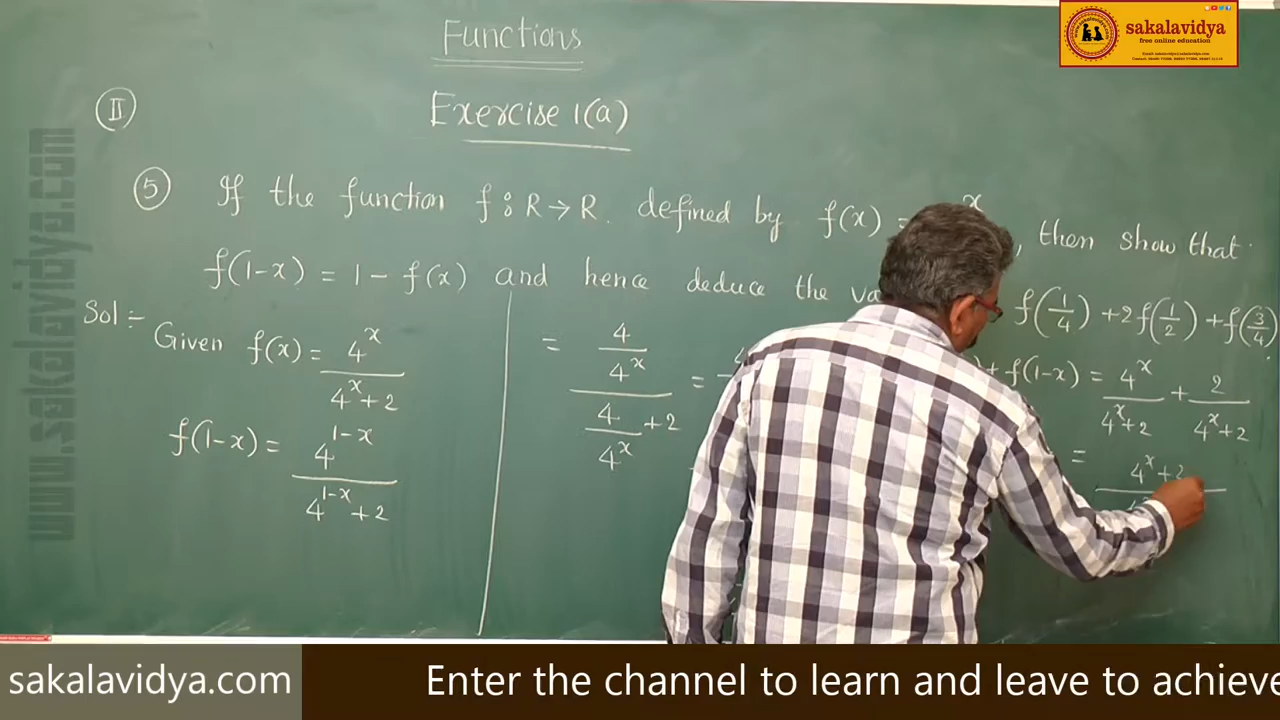 Functions
sakalavidya
free online education
II
Exercise 1(a)
5 If the function f : R → R. defined by f(x) = x , then show that
f(1-x) = 1 - f(x) and hence deduce the f(1/4) + 2f(1/2) + f(3/4).
Sol :-
Given f(x) = 4^x / (4^x + 2)
f(1-x) = 4^(1-x) / (4^(1-x) + 2)
= (4 / 4^x) / (4 / 4^x + 2) =
+ f(1-x) = 4^x / (4^x + 2) + 2 / (4^x + 2)
= 4^x + 2
www.sakalavidya.com
sakalavidya.com
Enter the channel to learn and leave to achieve